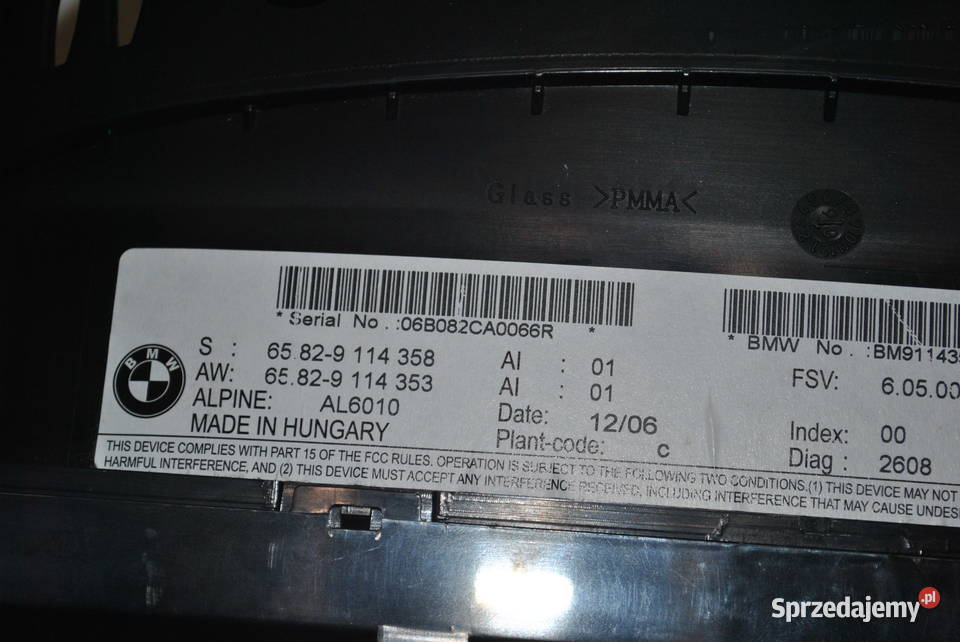 Glass >PMMA<
* Serial No.:06B082CA0066R *
* BMW No.:BM91143
S : 65.82-9 114 358 AI : 01
AW: 65.82-9 114 353 AI : 01 FSV: 6.05.00
ALPINE: AL6010 Date: 12/06 Index: 00
MADE IN HUNGARY Plant-code: c Diag : 2608
BMW
THIS DEVICE COMPLIES WITH PART 15 OF THE FCC RULES. OPERATION IS SUBJECT TO THE FOLLOWING TWO CONDITIONS.(1) THIS DEVICE MAY NOT
HARMFUL INTERFERENCE, AND (2) THIS DEVICE MUST ACCEPT ANY INTERFERENCE RECEIVED, INCLUDING INTERFERENCE THAT MAY CAUSE UNDES
Sprzedajemy.pl